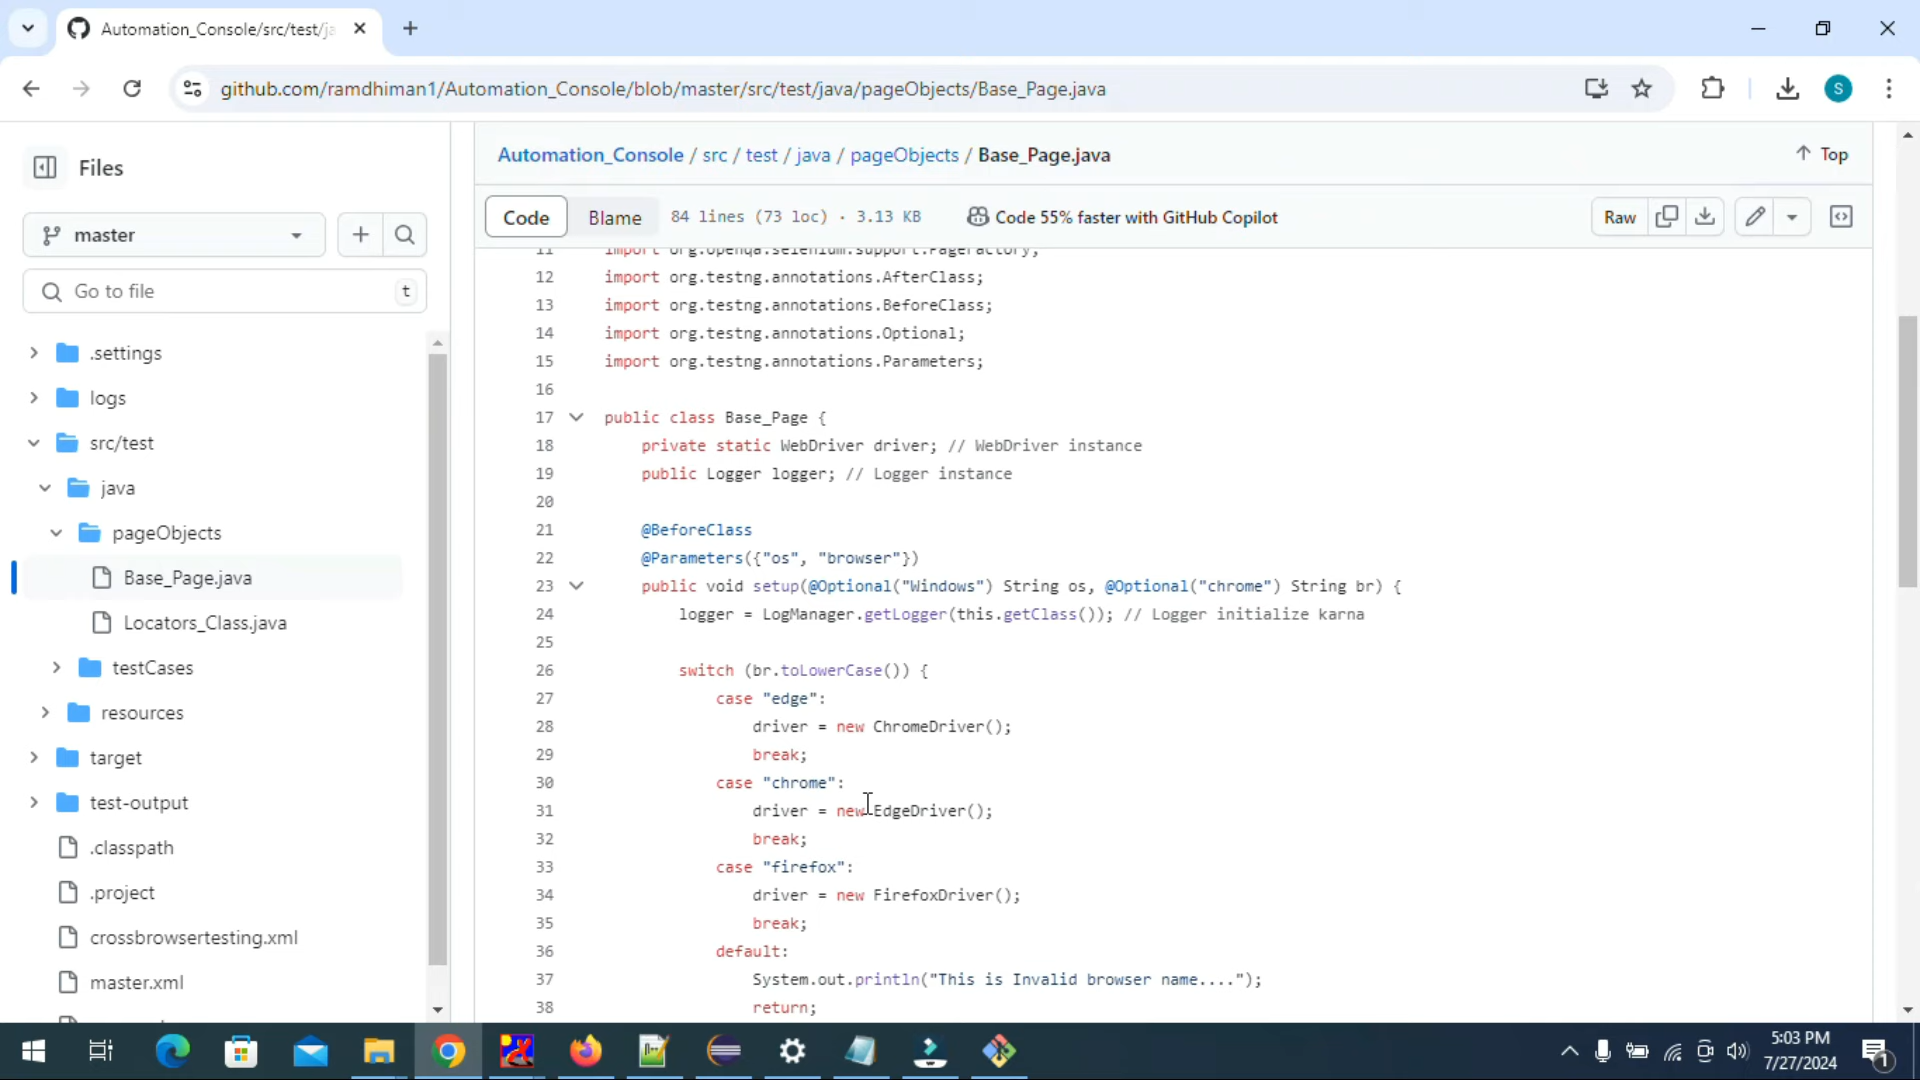 Automation_Console/src/test/ja
github.com/ramdhiman1/Automation_Console/blob/master/src/test/java/pageObjects/Base_Page.java
S
Files
master
Go to file
t
.settings
logs
src/test
java
pageObjects
Base_Page.java
Locators_Class.java
testCases
resources
target
test-output
.classpath
.project
crossbrowsertesting.xml
master.xml
Automation_Console / src / test / java / pageObjects / Base_Page.java
Top
Code
Blame
84 lines (73 loc) · 3.13 KB
Code 55% faster with GitHub Copilot
Raw
11 import org.openqa.selenium.support.PageFactory;
12 import org.testng.annotations.AfterClass;
13 import org.testng.annotations.BeforeClass;
14 import org.testng.annotations.Optional;
15 import org.testng.annotations.Parameters;
16
17 public class Base_Page {
18 private static WebDriver driver; // WebDriver instance
19 public Logger logger; // Logger instance
20
21 @BeforeClass
22 @Parameters({"os", "browser"})
23 public void setup(@Optional("Windows") String os, @Optional("chrome") String br) {
24 logger = LogManager.getLogger(this.getClass()); // Logger initialize karna
25
26 switch (br.toLowerCase()) {
27 case "edge":
28 driver = new ChromeDriver();
29 break;
30 case "chrome":
31 driver = new EdgeDriver();
32 break;
33 case "firefox":
34 driver = new FirefoxDriver();
35 break;
36 default:
37 System.out.println("This is Invalid browser name....");
38 return;
5:03 PM
7/27/2024
1